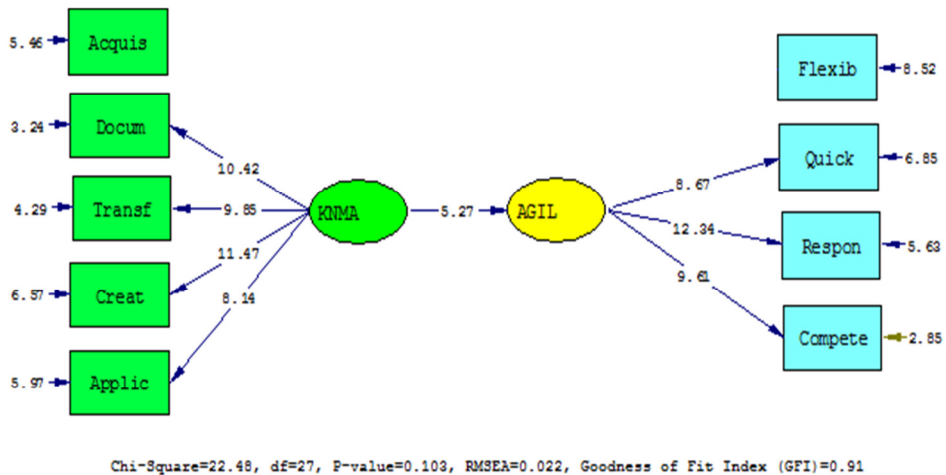 5.46 Acquis
3.24 Docum
4.29 Transf
6.57 Creat
5.97 Applic
10.42
9.85
11.47
8.14
KNMA
5.27
AGIL
8.67
12.34
9.61
Flexib 8.52
Quick 6.85
Respon 5.63
Compete 2.85
Chi-Square=22.48, df=27, P-value=0.103, RMSEA=0.022, Goodness of Fit Index (GFI)=0.91